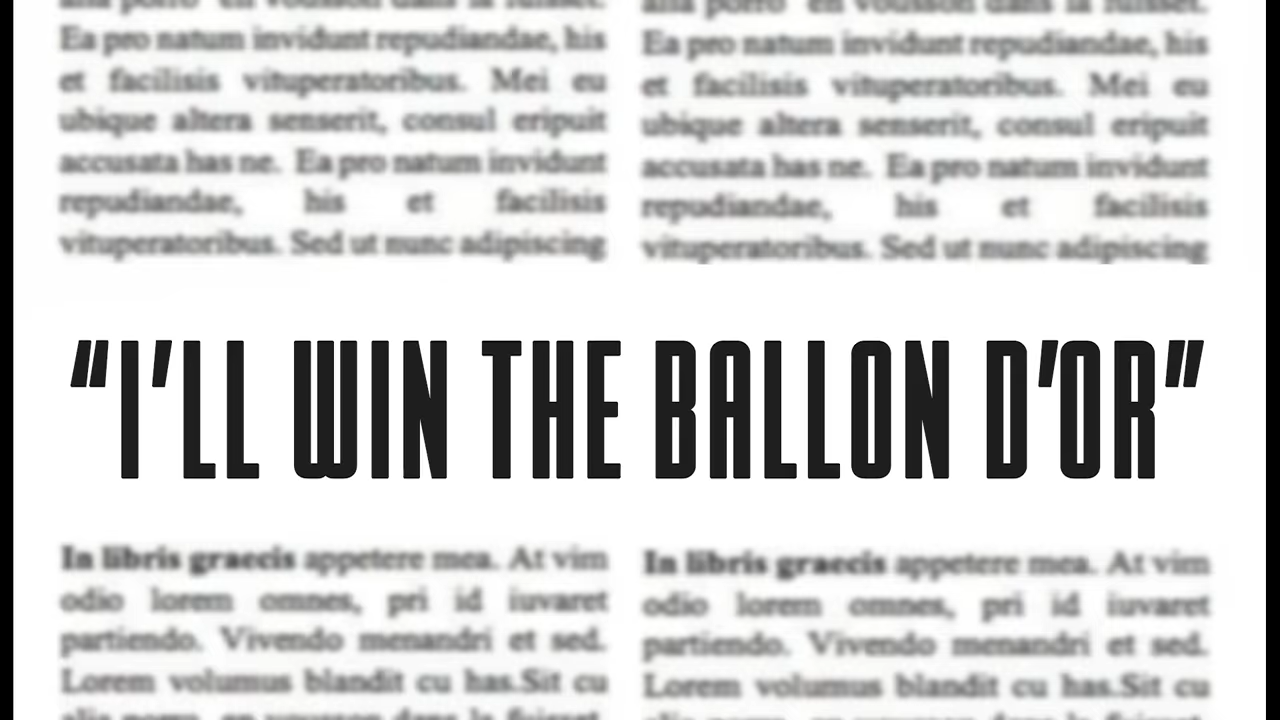 Ea pro natum invidunt repudiandae, his
et facilisis vituperatoribus. Mei eu
ubique altera senserit, consul eripuit
accusata has ne. Ea pro natum invidunt
repudiandae, his et facilisis
vituperatoribus. Sed ut nunc adipiscing
Ea pro natum invidunt repudiandae, his
et facilisis vituperatoribus. Mei eu
ubique altera senserit, consul eripuit
accusata has ne. Ea pro natum invidunt
repudiandae, his et facilisis
vituperatoribus. Sed ut nunc adipiscing
“I’LL WIN THE BALLON D’OR”
In libris graecis appetere mea. At vim
odio lorem omnes, pri id iuvaret
partiendo. Vivendo menandri et sed.
Lorem volumus blandit cu has.Sit cu
In libris graecis appetere mea. At vim
odio lorem omnes, pri id iuvaret
partiendo. Vivendo menandri et sed.
Lorem volumus blandit cu has.Sit cu